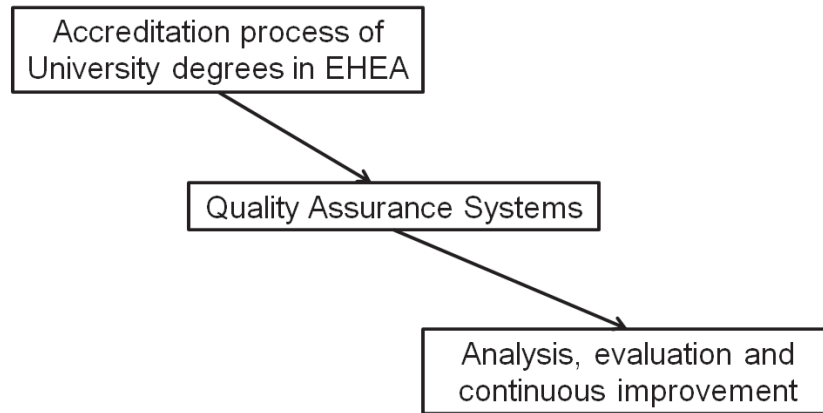 Accreditation process of
University degrees in EHEA
Quality Assurance Systems
Analysis, evaluation and
continuous improvement